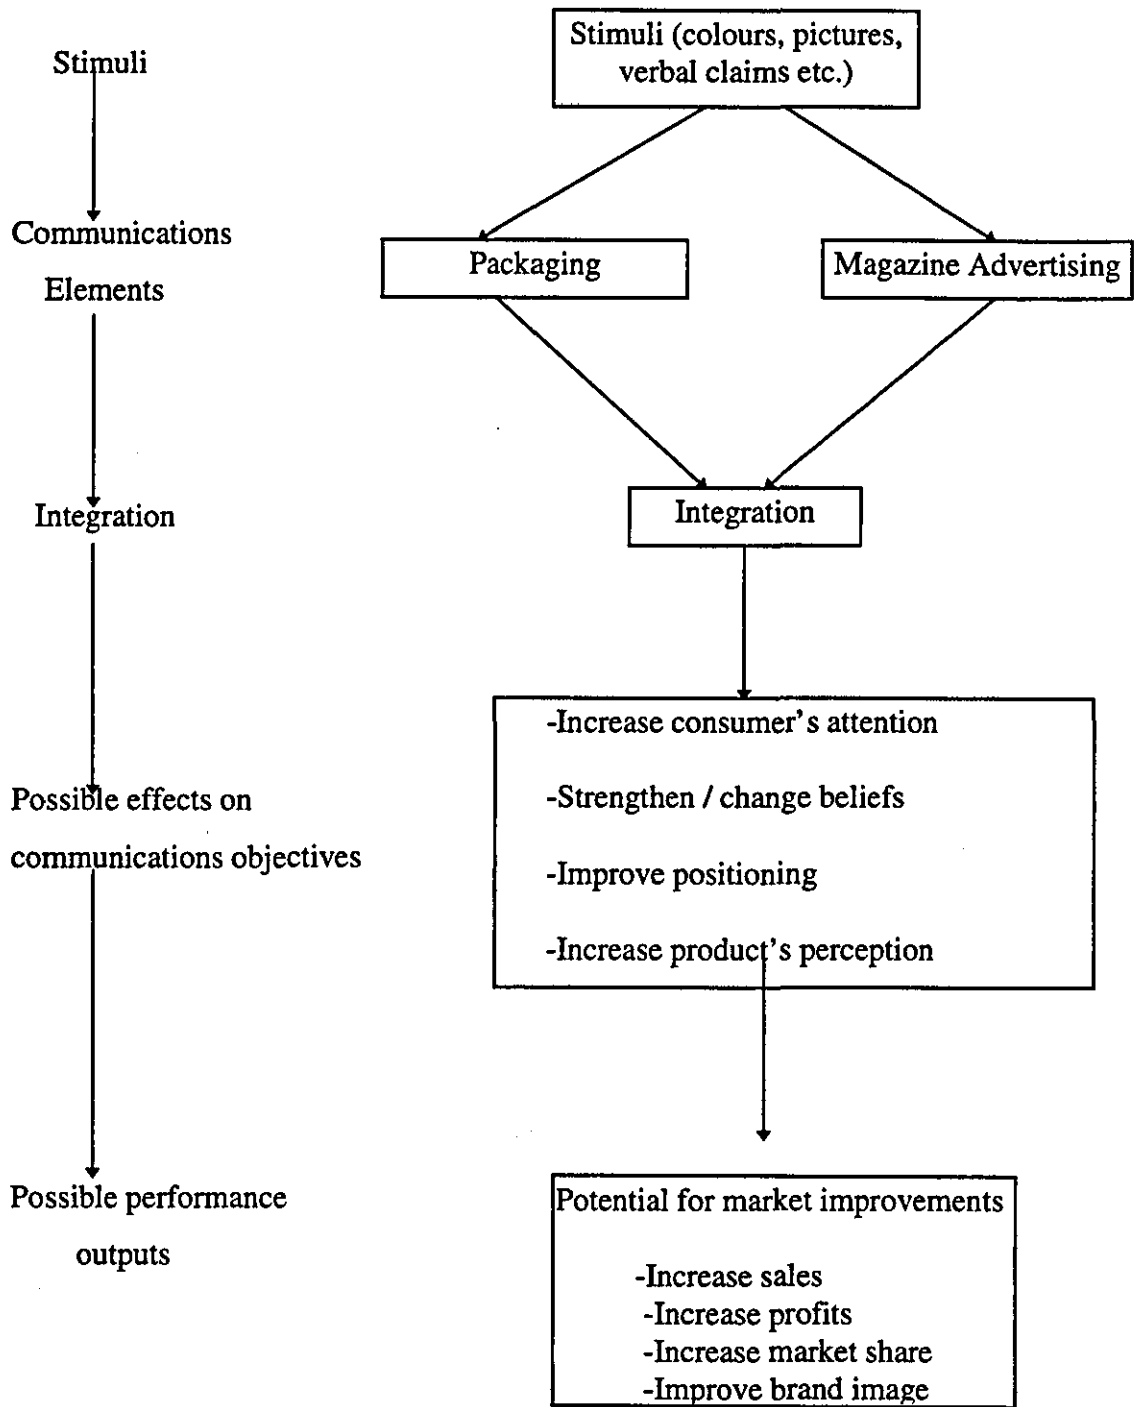 Stimuli
Communications
Elements
Integration
Possible effects on
communications objectives
Possible performance
outputs
Stimuli (colours, pictures,
verbal claims etc.)
Packaging
Magazine Advertising
Integration
-Increase consumer's attention
-Strengthen / change beliefs
-Improve positioning
-Increase product's perception
Potential for market improvements
-Increase sales
-Increase profits
-Increase market share
-Improve brand image